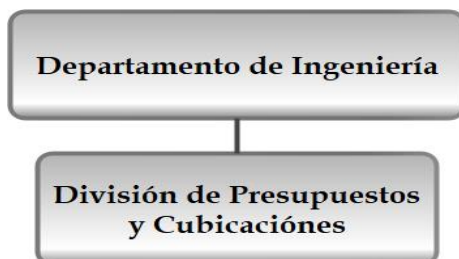 Departamento de Ingeniería
División de Presupuestos
y Cubicaciónes